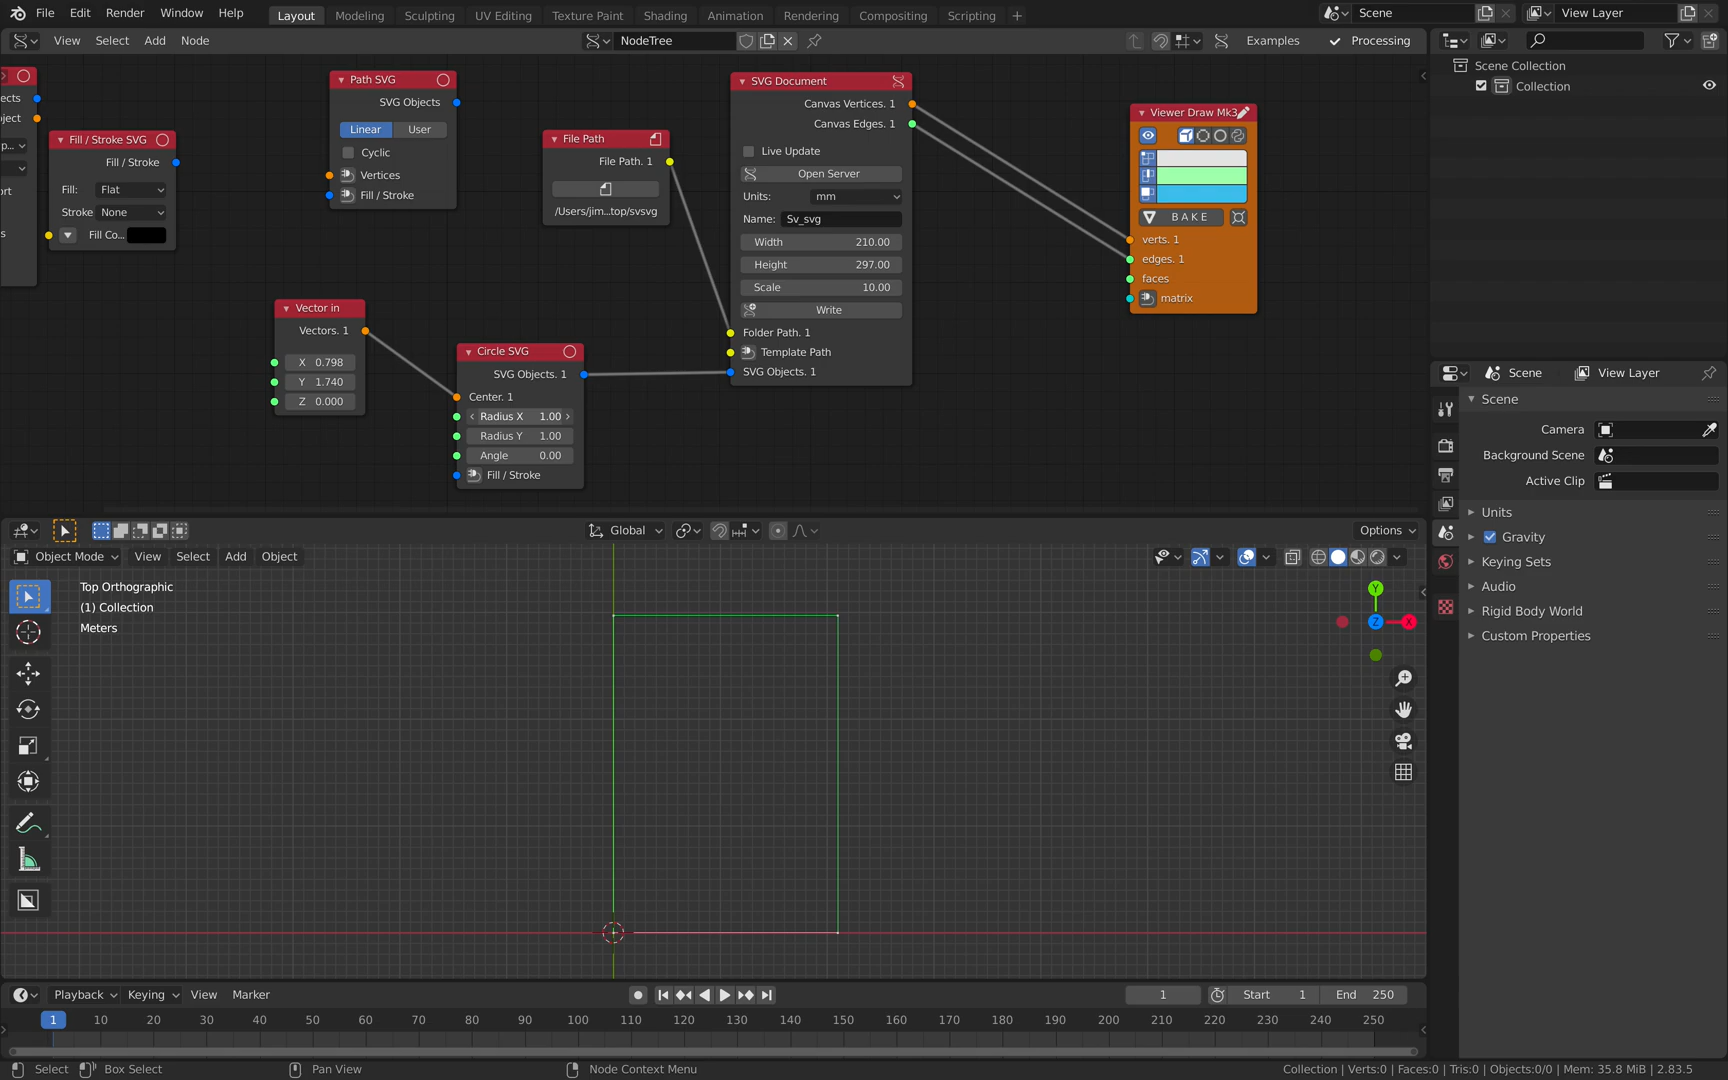 File Edit Render Window Help Layout Modeling Sculpting UV Editing Texture Paint Shading Animation Rendering Compositing Scripting + Scene View Layer
View Select Add Node NodeTree Examples Processing
Scene Collection
Collection
ects
ject
p...
ort
s
Fill / Stroke SVG
Fill / Stroke
Fill: Flat
Stroke None
Fill Co...
Path SVG
SVG Objects
Linear User
Cyclic
Vertices
Fill / Stroke
File Path
File Path. 1
/Users/jim...top/svsvg
SVG Document
Canvas Vertices. 1
Canvas Edges. 1
Live Update
Open Server
Units: mm
Name: Sv_svg
Width 210.00
Height 297.00
Scale 10.00
Write
Folder Path. 1
Template Path
SVG Objects. 1
Viewer Draw Mk3
BAKE
verts. 1
edges. 1
faces
matrix
Vector in
Vectors. 1
X 0.798
Y 1.740
Z 0.000
Circle SVG
SVG Objects. 1
Center. 1
Radius X 1.00
Radius Y 1.00
Angle 0.00
Fill / Stroke
Scene View Layer
Scene
Camera
Background Scene
Active Clip
Units
Gravity
Keying Sets
Audio
Rigid Body World
Custom Properties
Global Options
Object Mode View Select Add Object
Top Orthographic
(1) Collection
Meters
Y
Z X
Playback Keying View Marker 1 Start 1 End 250
1 10 20 30 40 50 60 70 80 90 100 110 120 130 140 150 160 170 180 190 200 210 220 230 240 250
Select Box Select Pan View Node Context Menu Collection | Verts:0 | Faces:0 | Tris:0 | Objects:0/0 | Mem: 35.8 MiB | 2.83.5